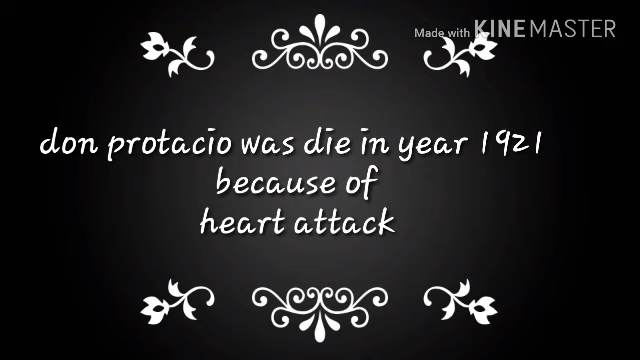 Made with KINEMASTER
don protacio was die in year 1921
because of
heart attack